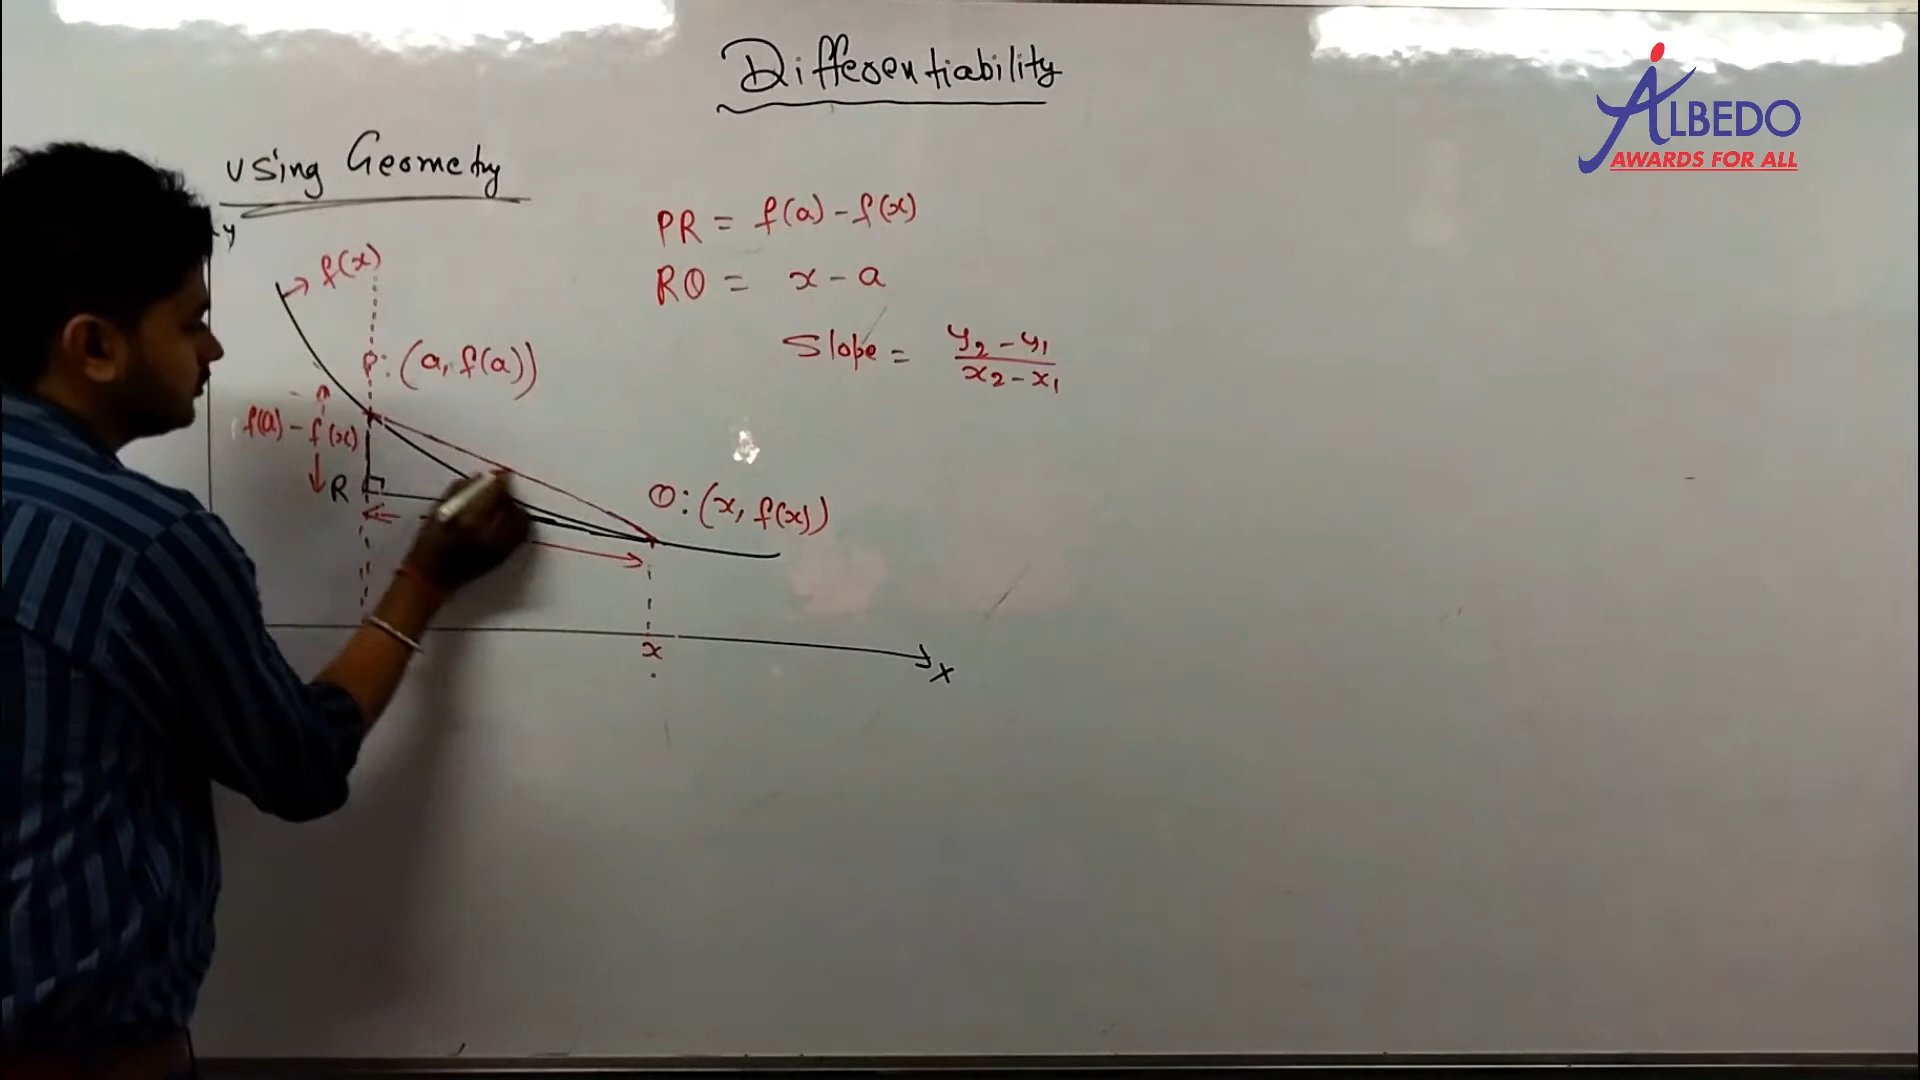 Differentiability
ALBEDO
AWARDS FOR ALL
Using Geometry
y
f(x)
PR = f(a) - f(x)
RQ = x - a
Slope = y₂ - y₁ / x₂ - x₁
P: (a, f(a))
f(a) - f(x)
R
Q: (x, f(x))
x
X